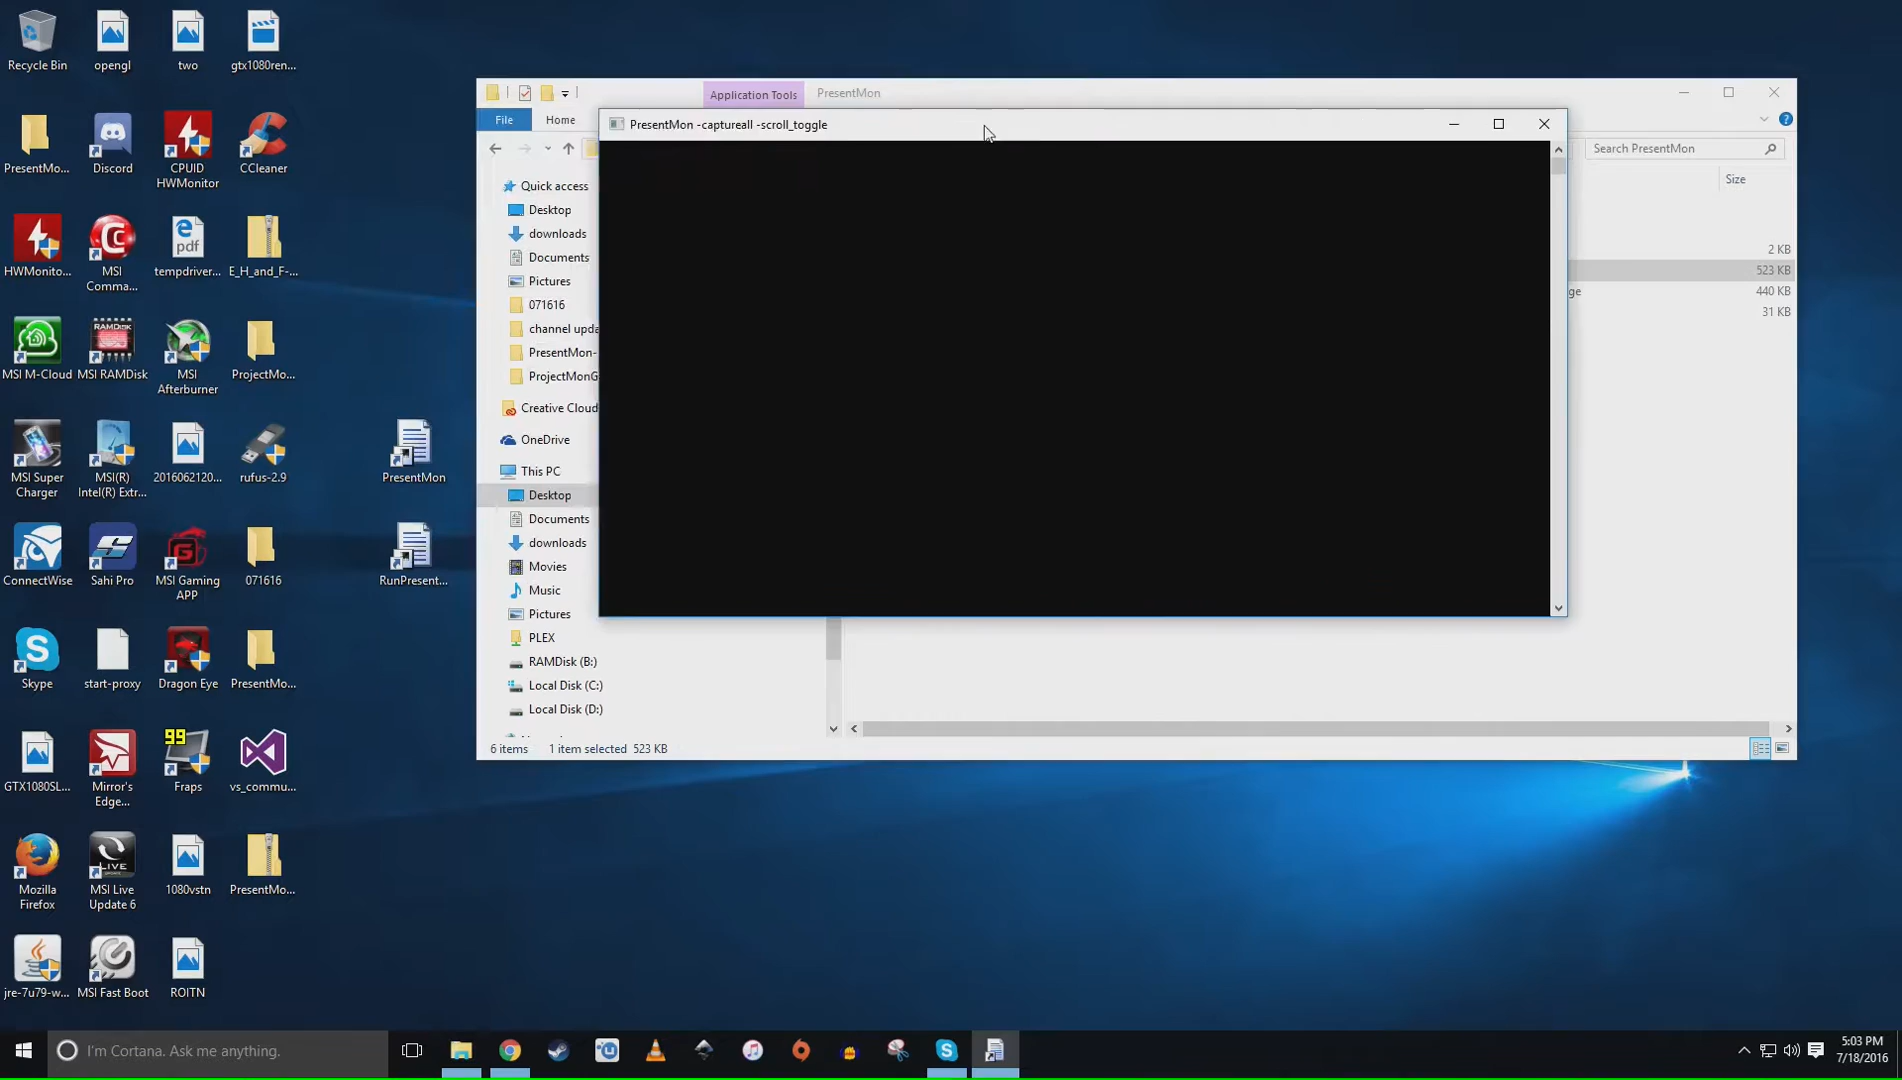 Recycle Bin
opengl
two
gtx1080ren...
PresentMo...
Discord
CPUID
HWMonitor
CCleaner
HWMonito...
MSI
Comma...
pdf
tempdriver...
E_H_and_F-...
MSI M-Cloud
RAMDisk
MSI RAMDisk
MSI
Afterburner
ProjectMo...
MSI Super
Charger
MSI(R)
Intel(R) Extr...
2016062120...
rufus-2.9
PresentMon
ConnectWise
Sahi Pro
MSI Gaming
APP
071616
RunPresent...
Skype
start-proxy
Dragon Eye
PresentMo...
GTX1080SL...
Mirror's
Edge...
99
Fraps
vs_commu...
Mozilla
Firefox
LIVE
MSI Live
Update 6
1080vstn
PresentMo...
jre-7u79-w...
MSI Fast Boot
ROITN
Application Tools
PresentMon
File
Home
PresentMon -captureall -scroll_toggle
Search PresentMon
Size
2 KB
523 KB
ge
440 KB
31 KB
Quick access
Desktop
downloads
Documents
Pictures
071616
channel upda
PresentMon-
ProjectMonG
Creative Cloud
OneDrive
This PC
Desktop
Documents
downloads
Movies
Music
Pictures
PLEX
RAMDisk (B:)
Local Disk (C:)
Local Disk (D:)
6 items
1 item selected
523 KB
I'm Cortana. Ask me anything.
5:03 PM
7/18/2016